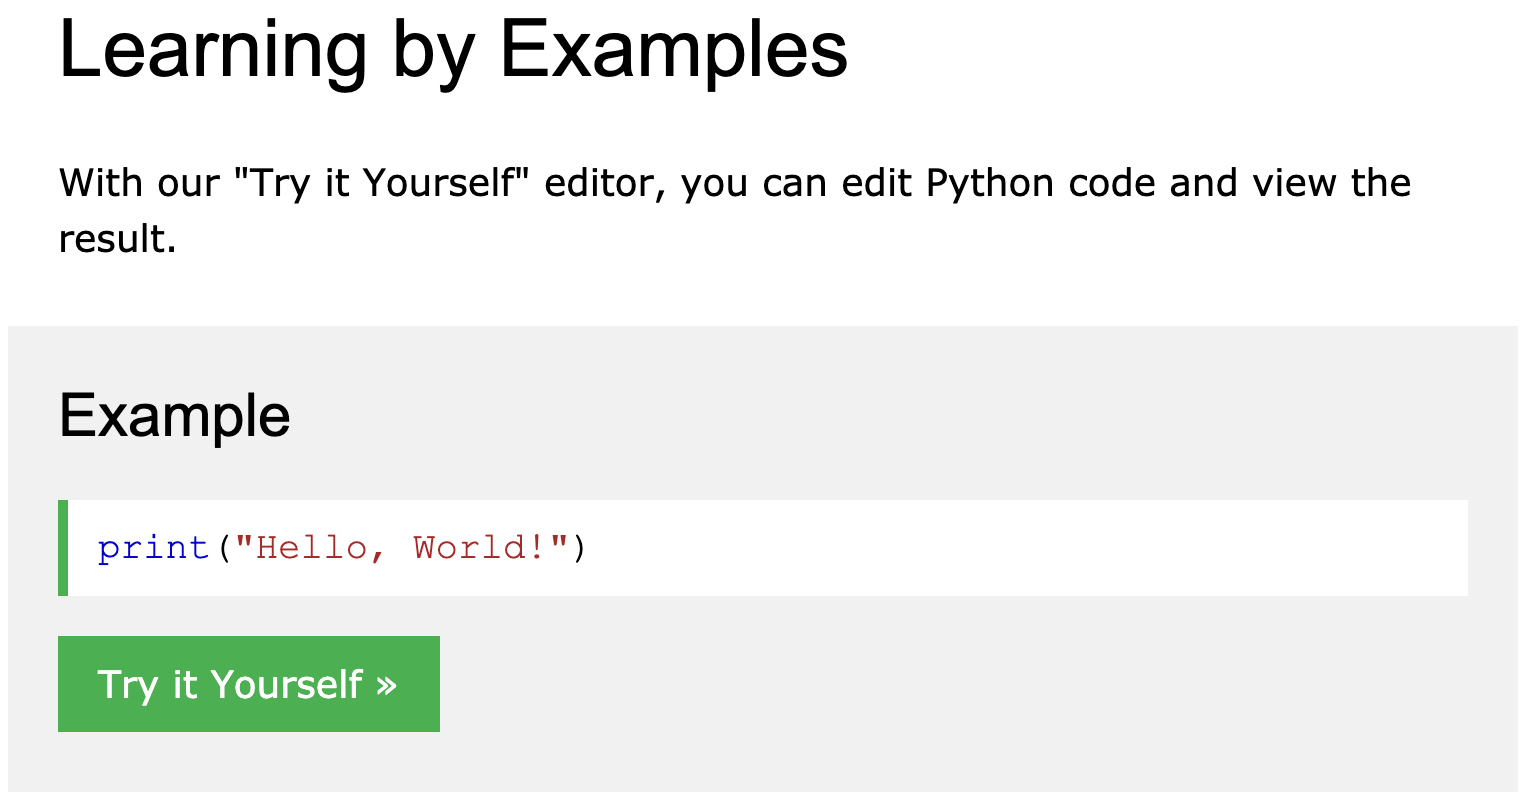 Learning by Examples
With our "Try it Yourself" editor, you can edit Python code and view the
result.
Example
print("Hello, World!")
Try it Yourself »